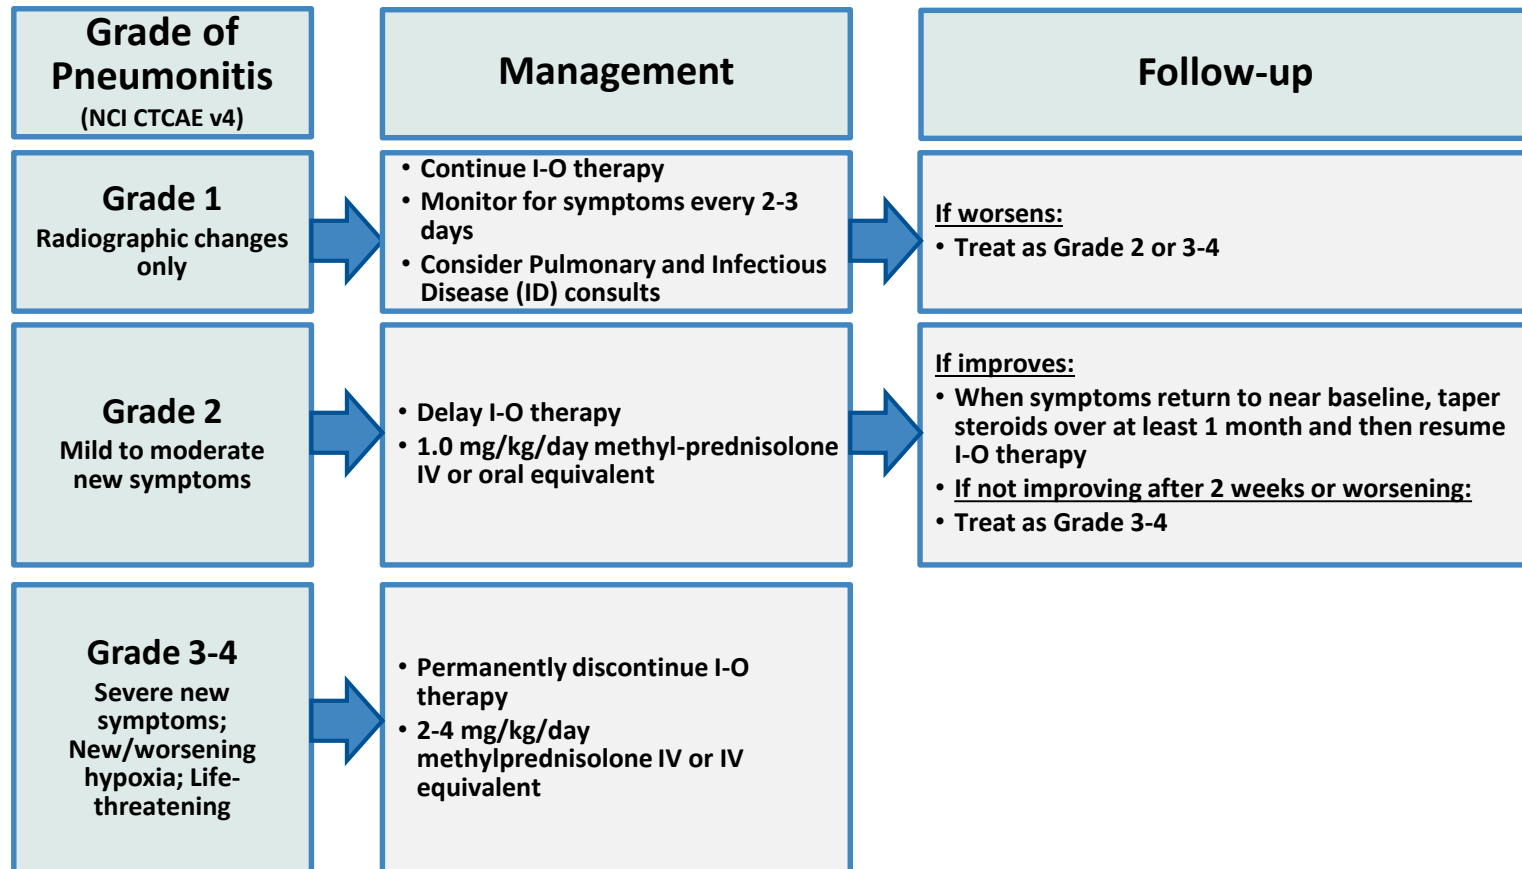 Grade of
Pneumonitis
(NCI CTCAE v4)
Management
Follow-up
Grade 1
Radiographic changes
only
• Continue I-O therapy
• Monitor for symptoms every 2-3
days
• Consider Pulmonary and Infectious
Disease (ID) consults
If worsens:
• Treat as Grade 2 or 3-4
Grade 2
Mild to moderate
new symptoms
• Delay I-O therapy
• 1.0 mg/kg/day methyl-prednisolone
IV or oral equivalent
If improves:
• When symptoms return to near baseline, taper
steroids over at least 1 month and then resume
I-O therapy
• If not improving after 2 weeks or worsening:
• Treat as Grade 3-4
Grade 3-4
Severe new
symptoms;
New/worsening
hypoxia; Life-
threatening
• Permanently discontinue I-O
therapy
• 2-4 mg/kg/day
methylprednisolone IV or IV
equivalent